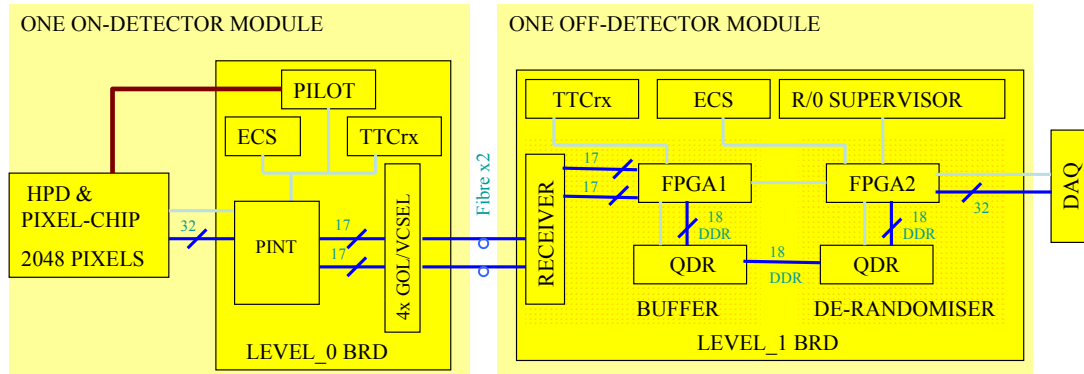 ONE ON-DETECTOR MODULE
PILOT
ECS
TTCrx
HPD &
PIXEL-CHIP
2048 PIXELS
32
PINT
17
17
4x GOL/VCSEL
LEVEL_0 BRD
Fibre x2
ONE OFF-DETECTOR MODULE
TTCrx
ECS
R/0 SUPERVISOR
RECEIVER
17
17
FPGA1
FPGA2
32
DAQ
18
DDR
18
DDR
QDR
18
DDR
QDR
BUFFER
DE-RANDOMISER
LEVEL_1 BRD